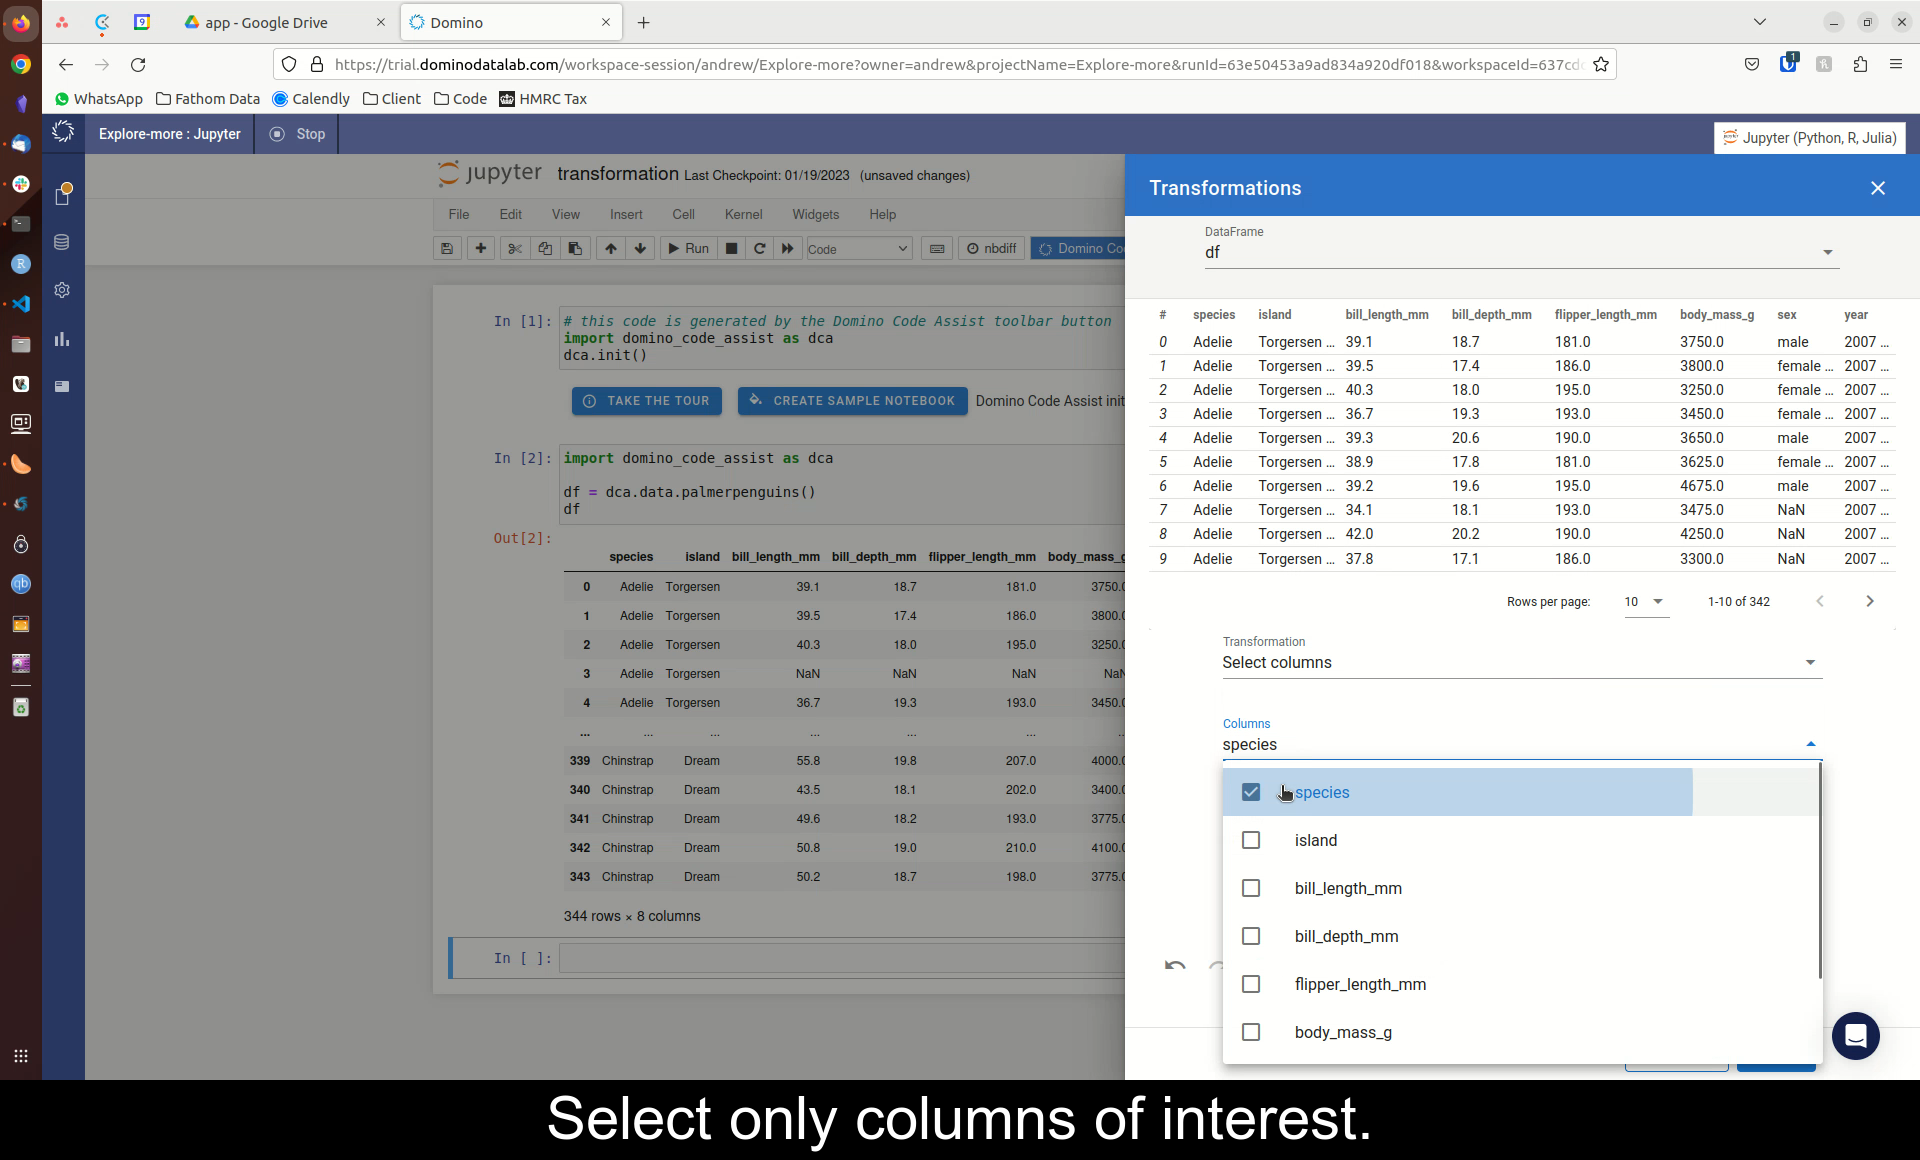 app - Google Drive
Domino
https://trial.dominodatalab.com/workspace-session/andrew/Explore-more?owner=andrew&projectName=Explore-more&runId=63e50453a9ad834a920df018&workspaceId=637cd
WhatsApp Fathom Data Calendly Client Code HMRC Tax
Explore-more : Jupyter Stop
Jupyter (Python, R, Julia)
jupyter transformation Last Checkpoint: 01/19/2023 (unsaved changes)
File Edit View Insert Cell Kernel Widgets Help
Run Code nbdiff Domino Co
In [1]: # this code is generated by the Domino Code Assist toolbar button
import domino_code_assist as dca
dca.init()
TAKE THE TOUR CREATE SAMPLE NOTEBOOK Domino Code Assist init
In [2]: import domino_code_assist as dca
df = dca.data.palmerpenguins()
df
Out[2]:
species island bill_length_mm bill_depth_mm flipper_length_mm body_mass_g
0 Adelie Torgersen 39.1 18.7 181.0 3750.0
1 Adelie Torgersen 39.5 17.4 186.0 3800.0
2 Adelie Torgersen 40.3 18.0 195.0 3250.0
3 Adelie Torgersen NaN NaN NaN NaN
4 Adelie Torgersen 36.7 19.3 193.0 3450.0
... ... ... ... ... ... ...
339 Chinstrap Dream 55.8 19.8 207.0 4000.0
340 Chinstrap Dream 43.5 18.1 202.0 3400.0
341 Chinstrap Dream 49.6 18.2 193.0 3775.0
342 Chinstrap Dream 50.8 19.0 210.0 4100.0
343 Chinstrap Dream 50.2 18.7 198.0 3775.0
344 rows × 8 columns
In [ ]:
Transformations
DataFrame
df
# species island bill_length_mm bill_depth_mm flipper_length_mm body_mass_g sex year
0 Adelie Torgersen ... 39.1 18.7 181.0 3750.0 male 2007 ...
1 Adelie Torgersen ... 39.5 17.4 186.0 3800.0 female ... 2007 ...
2 Adelie Torgersen ... 40.3 18.0 195.0 3250.0 female ... 2007 ...
3 Adelie Torgersen ... 36.7 19.3 193.0 3450.0 female ... 2007 ...
4 Adelie Torgersen ... 39.3 20.6 190.0 3650.0 male 2007 ...
5 Adelie Torgersen ... 38.9 17.8 181.0 3625.0 female ... 2007 ...
6 Adelie Torgersen ... 39.2 19.6 195.0 4675.0 male 2007 ...
7 Adelie Torgersen ... 34.1 18.1 193.0 3475.0 NaN 2007 ...
8 Adelie Torgersen ... 42.0 20.2 190.0 4250.0 NaN 2007 ...
9 Adelie Torgersen ... 37.8 17.1 186.0 3300.0 NaN 2007 ...
Rows per page: 10 1-10 of 342
Transformation
Select columns
Columns
species
species
island
bill_length_mm
bill_depth_mm
flipper_length_mm
body_mass_g
Select only columns of interest.